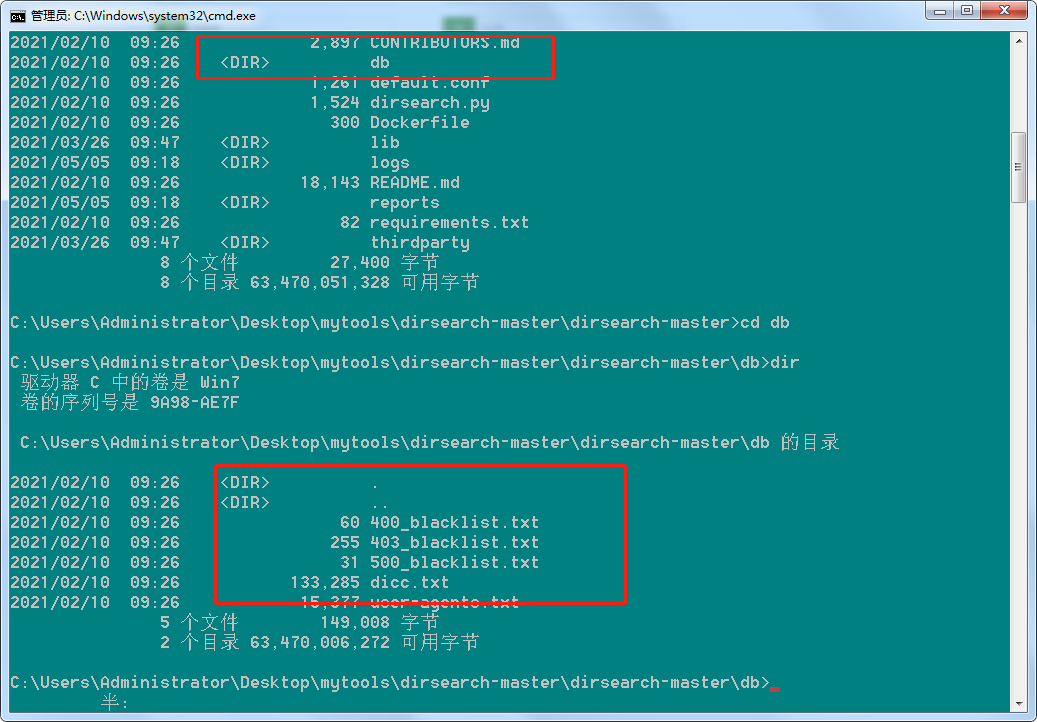 管理员: C:\Windows\system32\cmd.exe
2021/02/10  09:26             2,897 CONTRIBUTORS.md
2021/02/10  09:26    <DIR>          db
2021/02/10  09:26             1,261 default.conf
2021/02/10  09:26             1,524 dirsearch.py
2021/02/10  09:26               300 Dockerfile
2021/03/26  09:47    <DIR>          lib
2021/05/05  09:18    <DIR>          logs
2021/02/10  09:26            18,143 README.md
2021/05/05  09:18    <DIR>          reports
2021/02/10  09:26                82 requirements.txt
2021/03/26  09:47    <DIR>          thirdparty
               8 个文件         27,400 字节
               8 个目录 63,470,051,328 可用字节
C:\Users\Administrator\Desktop\mytools\dirsearch-master\dirsearch-master>cd db
C:\Users\Administrator\Desktop\mytools\dirsearch-master\dirsearch-master\db>dir
 驱动器 C 中的卷是 Win7
 卷的序列号是 9A98-AE7F
 C:\Users\Administrator\Desktop\mytools\dirsearch-master\dirsearch-master\db 的目录
2021/02/10  09:26    <DIR>          .
2021/02/10  09:26    <DIR>          ..
2021/02/10  09:26                60 400_blacklist.txt
2021/02/10  09:26               255 403_blacklist.txt
2021/02/10  09:26                31 500_blacklist.txt
2021/02/10  09:26           133,285 dicc.txt
2021/02/10  09:26            15,377 user-agents.txt
               5 个文件        149,008 字节
               2 个目录 63,470,006,272 可用字节
C:\Users\Administrator\Desktop\mytools\dirsearch-master\dirsearch-master\db>_
半: